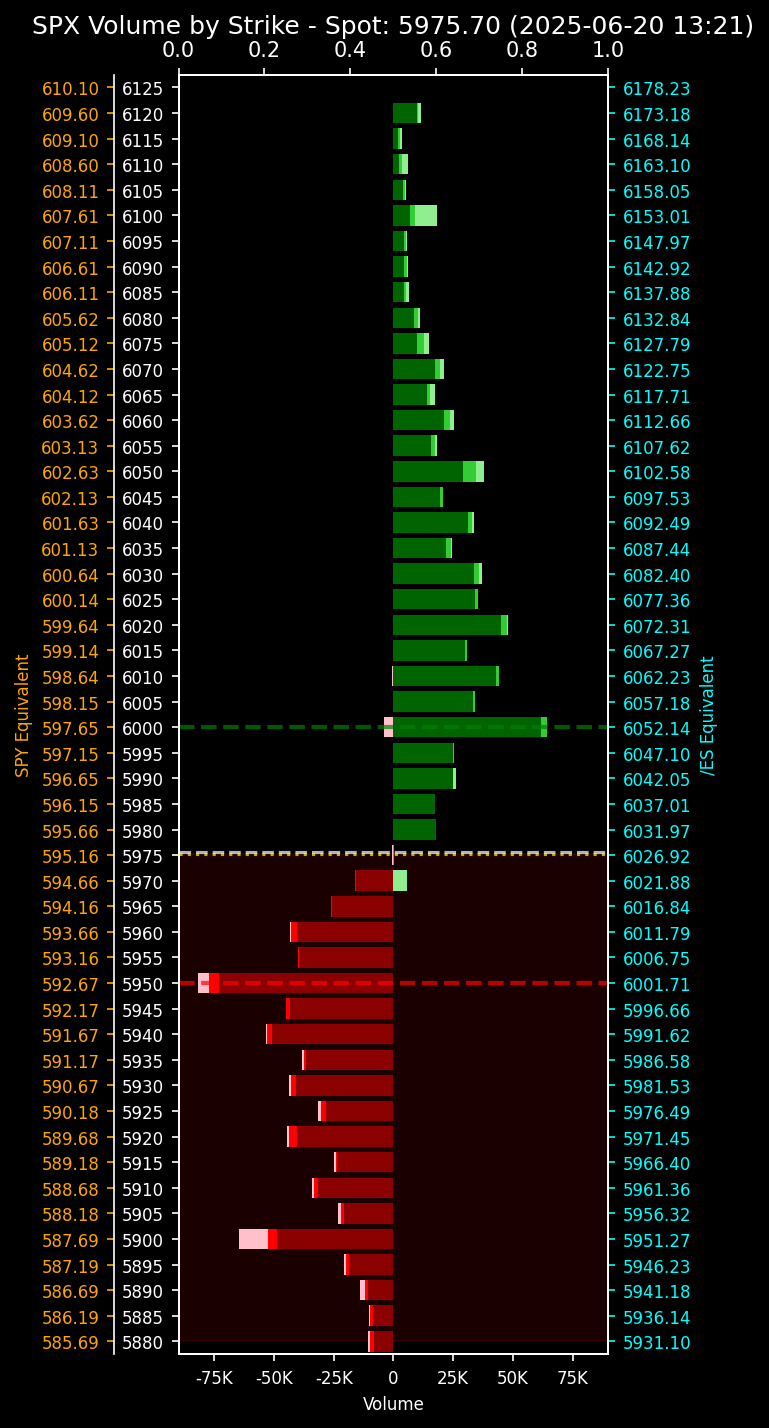 SPX Volume by Strike - Spot: 5975.70 (2025-06-20 13:21)
0.0 0.2 0.4 0.6 0.8 1.0
610.10 6125 6178.23
609.60 6120 6173.18
609.10 6115 6168.14
608.60 6110 6163.10
608.11 6105 6158.05
607.61 6100 6153.01
607.11 6095 6147.97
606.61 6090 6142.92
606.11 6085 6137.88
605.62 6080 6132.84
605.12 6075 6127.79
604.62 6070 6122.75
604.12 6065 6117.71
603.62 6060 6112.66
603.13 6055 6107.62
602.63 6050 6102.58
602.13 6045 6097.53
601.63 6040 6092.49
601.13 6035 6087.44
600.64 6030 6082.40
600.14 6025 6077.36
599.64 6020 6072.31
599.14 6015 6067.27
598.64 6010 6062.23
598.15 6005 6057.18
597.65 6000 6052.14
597.15 5995 6047.10
596.65 5990 6042.05
596.15 5985 6037.01
595.66 5980 6031.97
595.16 5975 6026.92
594.66 5970 6021.88
594.16 5965 6016.84
593.66 5960 6011.79
593.16 5955 6006.75
592.67 5950 6001.71
592.17 5945 5996.66
591.67 5940 5991.62
591.17 5935 5986.58
590.67 5930 5981.53
590.18 5925 5976.49
589.68 5920 5971.45
589.18 5915 5966.40
588.68 5910 5961.36
588.18 5905 5956.32
587.69 5900 5951.27
587.19 5895 5946.23
586.69 5890 5941.18
586.19 5885 5936.14
585.69 5880 5931.10
SPY Equivalent
/ES Equivalent
-75K -50K -25K 0 25K 50K 75K
Volume